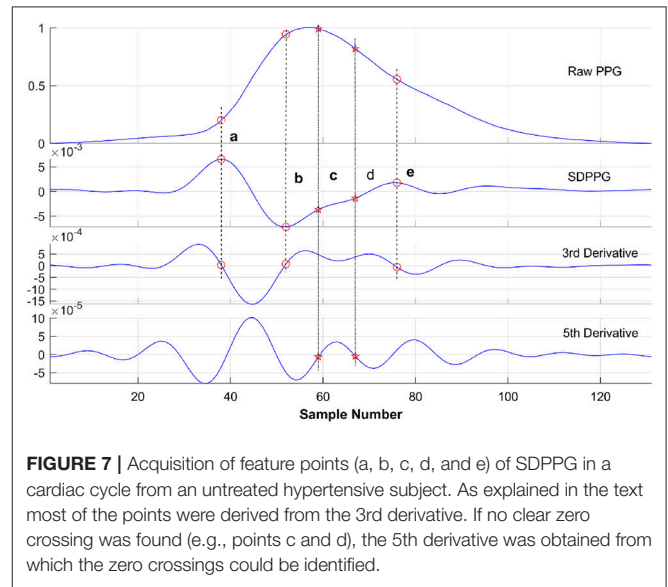 1
0.5
0
Raw PPG
a
×10⁻³
5
0
-5
SDPPG
b c d e
×10⁻⁴
5
0
-5
-10
-15
3rd Derivative
×10⁻⁵
10
5
0
-5
5th Derivative
20 40 60 80 100 120
Sample Number
FIGURE 7 | Acquisition of feature points (a, b, c, d, and e) of SDPPG in a
cardiac cycle from an untreated hypertensive subject. As explained in the text
most of the points were derived from the 3rd derivative. If no clear zero
crossing was found (e.g., points c and d), the 5th derivative was obtained from
which the zero crossings could be identified.